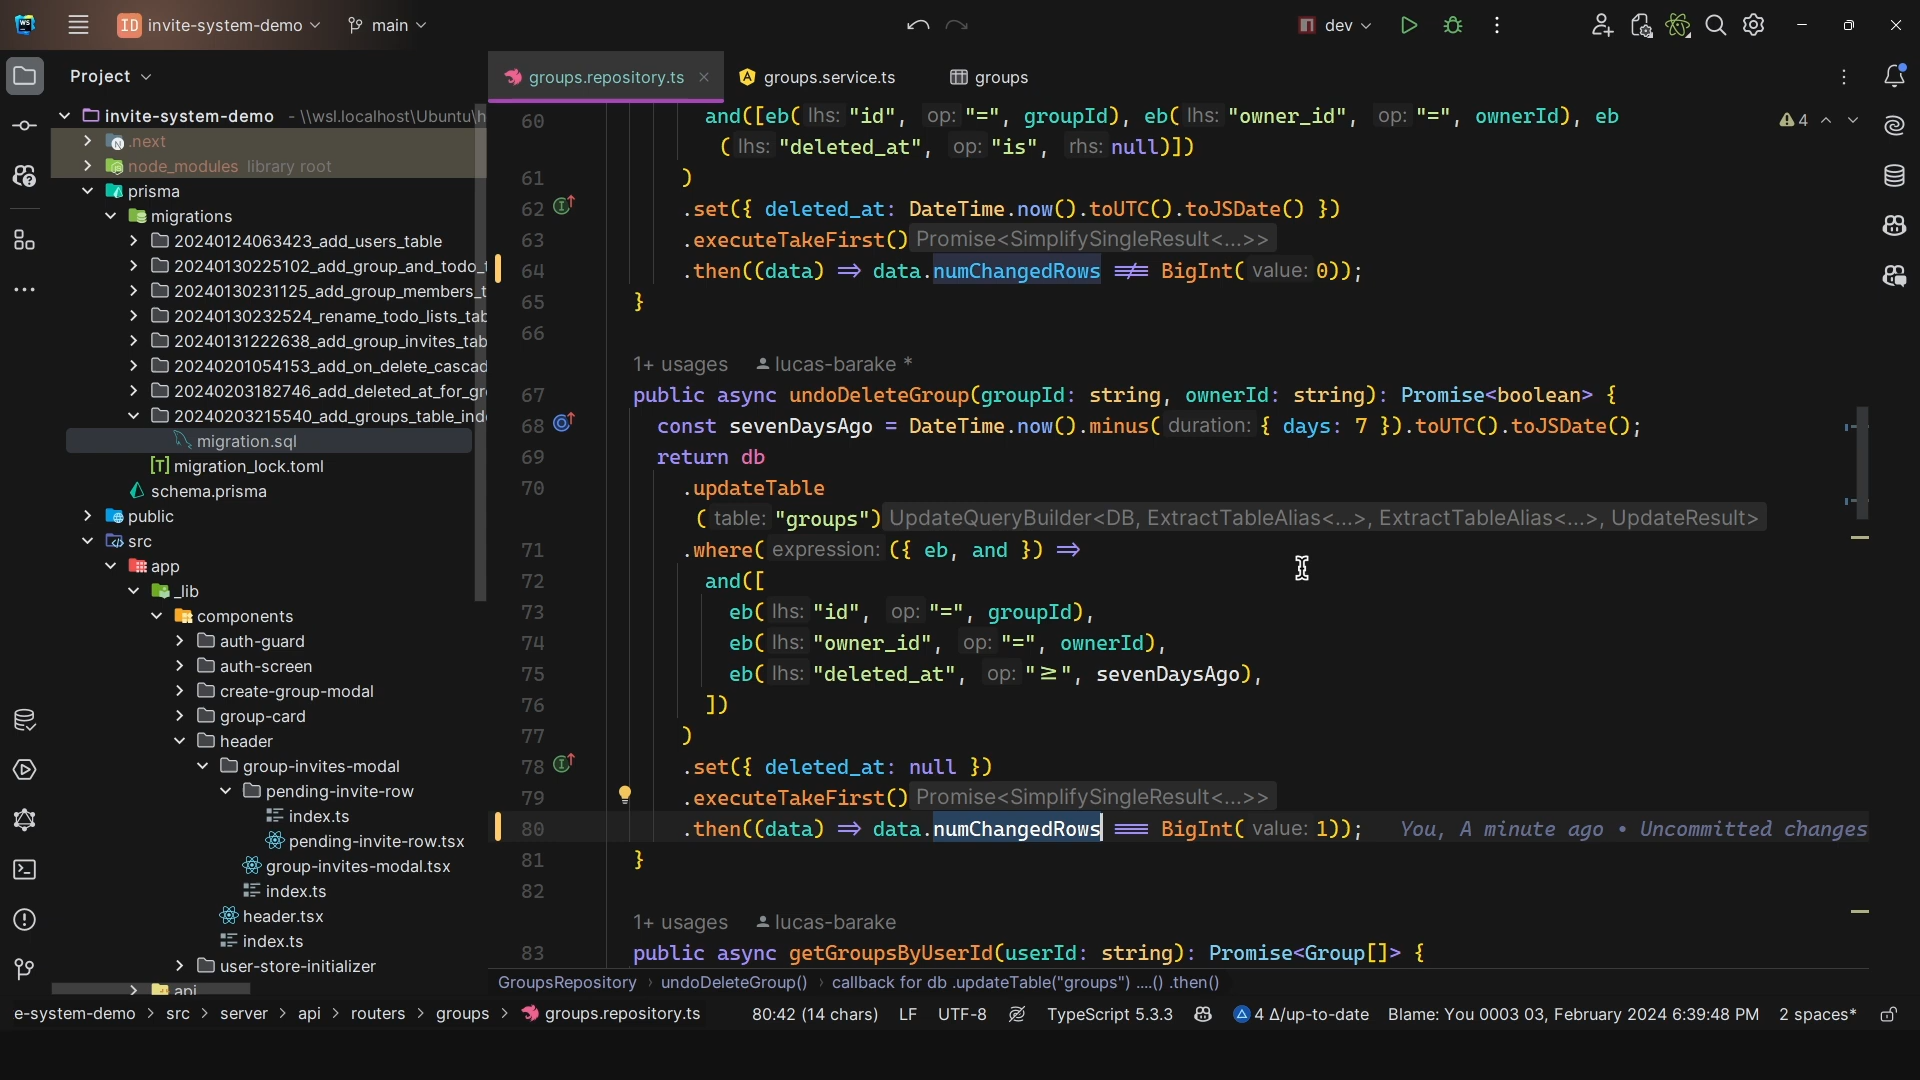 WS
ID invite-system-demo
main
dev
Project
groups.repository.ts
groups.service.ts
groups
invite-system-demo - \\wsl.localhost\Ubuntu\h
.next
node_modules library root
prisma
migrations
20240124063423_add_users_table
20240130225102_add_group_and_todo_t
20240130231125_add_group_members_t
20240130232524_rename_todo_lists_tab
20240131222638_add_group_invites_tab
20240201054153_add_on_delete_cascad
20240203182746_add_deleted_at_for_gr
20240203215540_add_groups_table_ind
migration.sql
migration_lock.toml
schema.prisma
public
src
app
_lib
components
auth-guard
auth-screen
create-group-modal
group-card
header
group-invites-modal
pending-invite-row
index.ts
pending-invite-row.tsx
group-invites-modal.tsx
index.ts
header.tsx
index.ts
user-store-initializer
api
4
60 and([eb( lhs: "id", op: "=", groupId), eb( lhs: "owner_id", op: "=", ownerId), eb
( lhs: "deleted_at", op: "is", rhs: null)])
61 )
62 .set({ deleted_at: DateTime.now().toUTC().toJSDate() })
63 .executeTakeFirst() Promise<SimplifySingleResult<...>>
64 .then((data) => data.numChangedRows !== BigInt( value: 0));
65 }
66
1+ usages lucas-barake *
67 public async undoDeleteGroup(groupId: string, ownerId: string): Promise<boolean> {
68 const sevenDaysAgo = DateTime.now().minus( duration: { days: 7 }).toUTC().toJSDate();
69 return db
70 .updateTable
( table: "groups") UpdateQueryBuilder<DB, ExtractTableAlias<...>, ExtractTableAlias<...>, UpdateResult>
71 .where( expression: ({ eb, and }) =>
72 and([
73 eb( lhs: "id", op: "=", groupId),
74 eb( lhs: "owner_id", op: "=", ownerId),
75 eb( lhs: "deleted_at", op: ">=", sevenDaysAgo),
76 ])
77 )
78 .set({ deleted_at: null })
79 .executeTakeFirst() Promise<SimplifySingleResult<...>>
80 .then((data) => data.numChangedRows === BigInt( value: 1)); You, A minute ago • Uncommitted changes
81 }
82
1+ usages lucas-barake
83 public async getGroupsByUserId(userId: string): Promise<Group[]> {
GroupsRepository › undoDeleteGroup() › callback for db .updateTable("groups") ....() .then()
e-system-demo > src > server > api > routers > groups > groups.repository.ts
80:42 (14 chars) LF UTF-8 TypeScript 5.3.3 4 Δ/up-to-date Blame: You 0003 03, February 2024 6:39:48 PM 2 spaces*